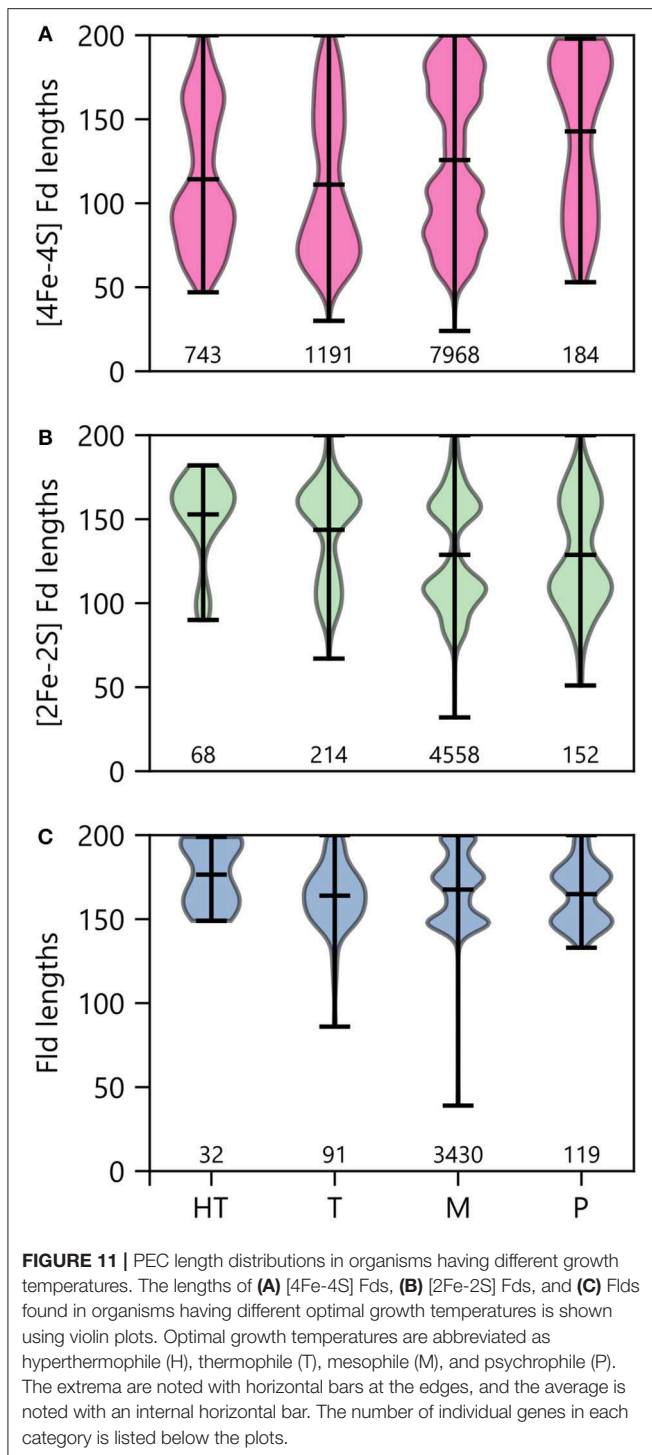 A
200
150
100
50
0
[4Fe-4S] Fd lengths
743 1191 7968 184
B
200
150
100
50
0
[2Fe-2S] Fd lengths
68 214 4558 152
C
200
150
100
50
0
Fld lengths
32 91 3430 119
HT T M P
FIGURE 11 | PEC length distributions in organisms having different growth
temperatures. The lengths of (A) [4Fe-4S] Fds, (B) [2Fe-2S] Fds, and (C) Flds
found in organisms having different optimal growth temperatures is shown
using violin plots. Optimal growth temperatures are abbreviated as
hyperthermophile (H), thermophile (T), mesophile (M), and psychrophile (P).
The extrema are noted with horizontal bars at the edges, and the average is
noted with an internal horizontal bar. The number of individual genes in each
category is listed below the plots.